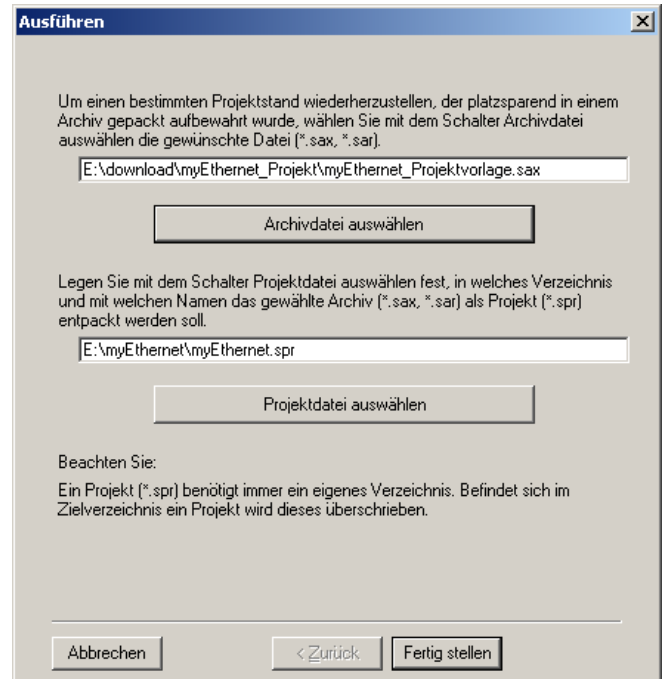 Ausführen
Um einen bestimmten Projektstand wiederherzustellen, der platzsparend in einem
Archiv gepackt aufbewahrt wurde, wählen Sie mit dem Schalter Archivdatei
auswählen die gewünschte Datei (*.sax, *.sar).
E:\download\myEthernet_Projekt\myEthernet_Projektvorlage.sax
Archivdatei auswählen
Legen Sie mit dem Schalter Projektdatei auswählen fest, in welches Verzeichnis
und mit welchen Namen das gewählte Archiv (*.sax, *.sar) als Projekt (*.spr)
entpackt werden soll.
E:\myEthernet\myEthernet.spr
Projektdatei auswählen
Beachten Sie:
Ein Projekt (*.spr) benötigt immer ein eigenes Verzeichnis. Befindet sich im
Zielverzeichnis ein Projekt wird dieses überschrieben.
Abbrechen
< Zurück
Fertig stellen